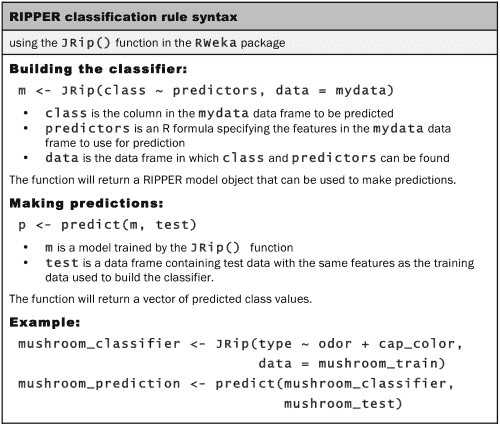 RIPPER classification rule syntax
using the JRip() function in the RWeka package
Building the classifier:
m <- JRip(class ~ predictors, data = mydata)
• class is the column in the mydata data frame to be predicted
• predictors is an R formula specifying the features in the mydata data
frame to use for prediction
• data is the data frame in which class and predictors can be found
The function will return a RIPPER model object that can be used to make predictions.
Making predictions:
p <- predict(m, test)
• m is a model trained by the JRip() function
• test is a data frame containing test data with the same features as the training
data used to build the classifier.
The function will return a vector of predicted class values.
Example:
mushroom_classifier <- JRip(type ~ odor + cap_color,
data = mushroom_train)
mushroom_prediction <- predict(mushroom_classifier,
mushroom_test)